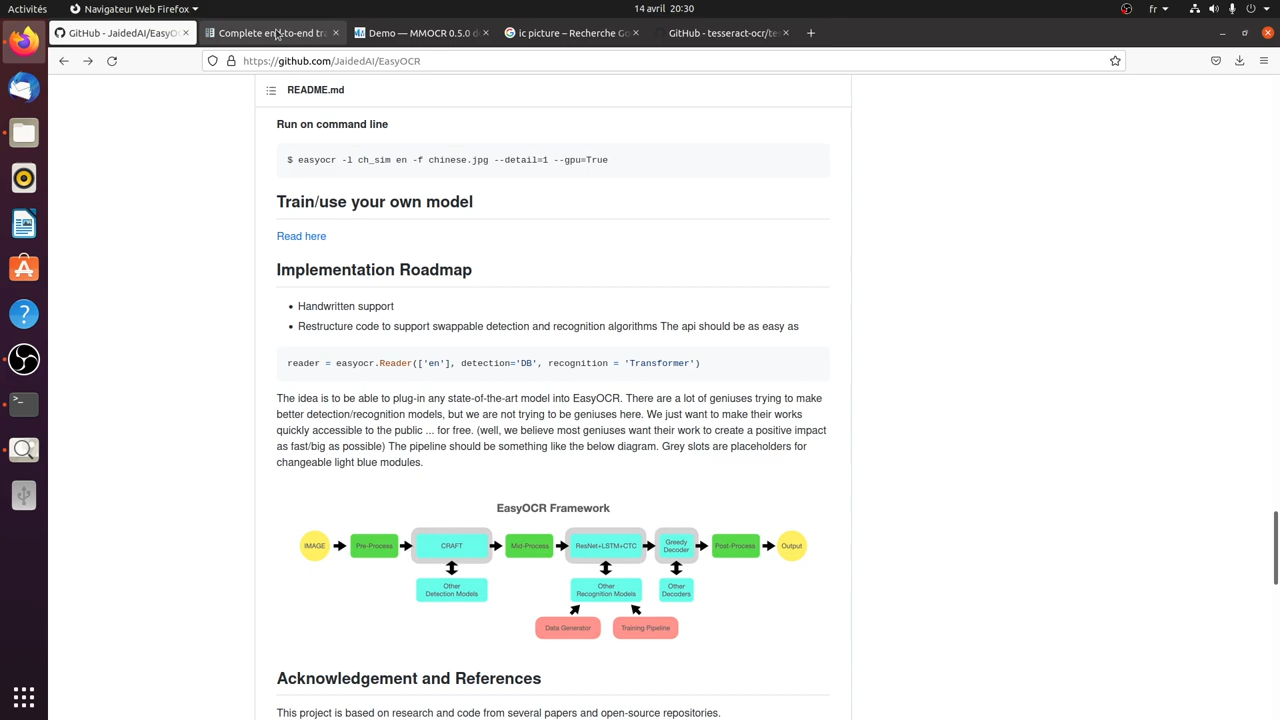 Activités
Navigateur Web Firefox
14 avril 20:30
fr
GitHub - JaidedAI/EasyOC
Complete end-to-end tra
Demo — MMOCR 0.5.0 d
ic picture – Recherche Go
GitHub - tesseract-ocr/te
https://github.com/JaidedAI/EasyOCR
README.md
Run on command line
$ easyocr -l ch_sim en -f chinese.jpg --detail=1 --gpu=True
Train/use your own model
Read here
Implementation Roadmap
• Handwritten support
• Restructure code to support swappable detection and recognition algorithms The api should be as easy as
reader = easyocr.Reader(['en'], detection='DB', recognition = 'Transformer')
The idea is to be able to plug-in any state-of-the-art model into EasyOCR. There are a lot of geniuses trying to make
better detection/recognition models, but we are not trying to be geniuses here. We just want to make their works
quickly accessible to the public ... for free. (well, we believe most geniuses want their work to create a positive impact
as fast/big as possible) The pipeline should be something like the below diagram. Grey slots are placeholders for
changeable light blue modules.
EasyOCR Framework
IMAGE
Pre-Process
CRAFT
Mid-Process
ResNet+LSTM+CTC
Greedy
Decoder
Post-Process
Output
Other
Detection Models
Other
Recognition Models
Other
Decoders
Data Generator
Training Pipeline
Acknowledgement and References
This project is based on research and code from several papers and open-source repositories.